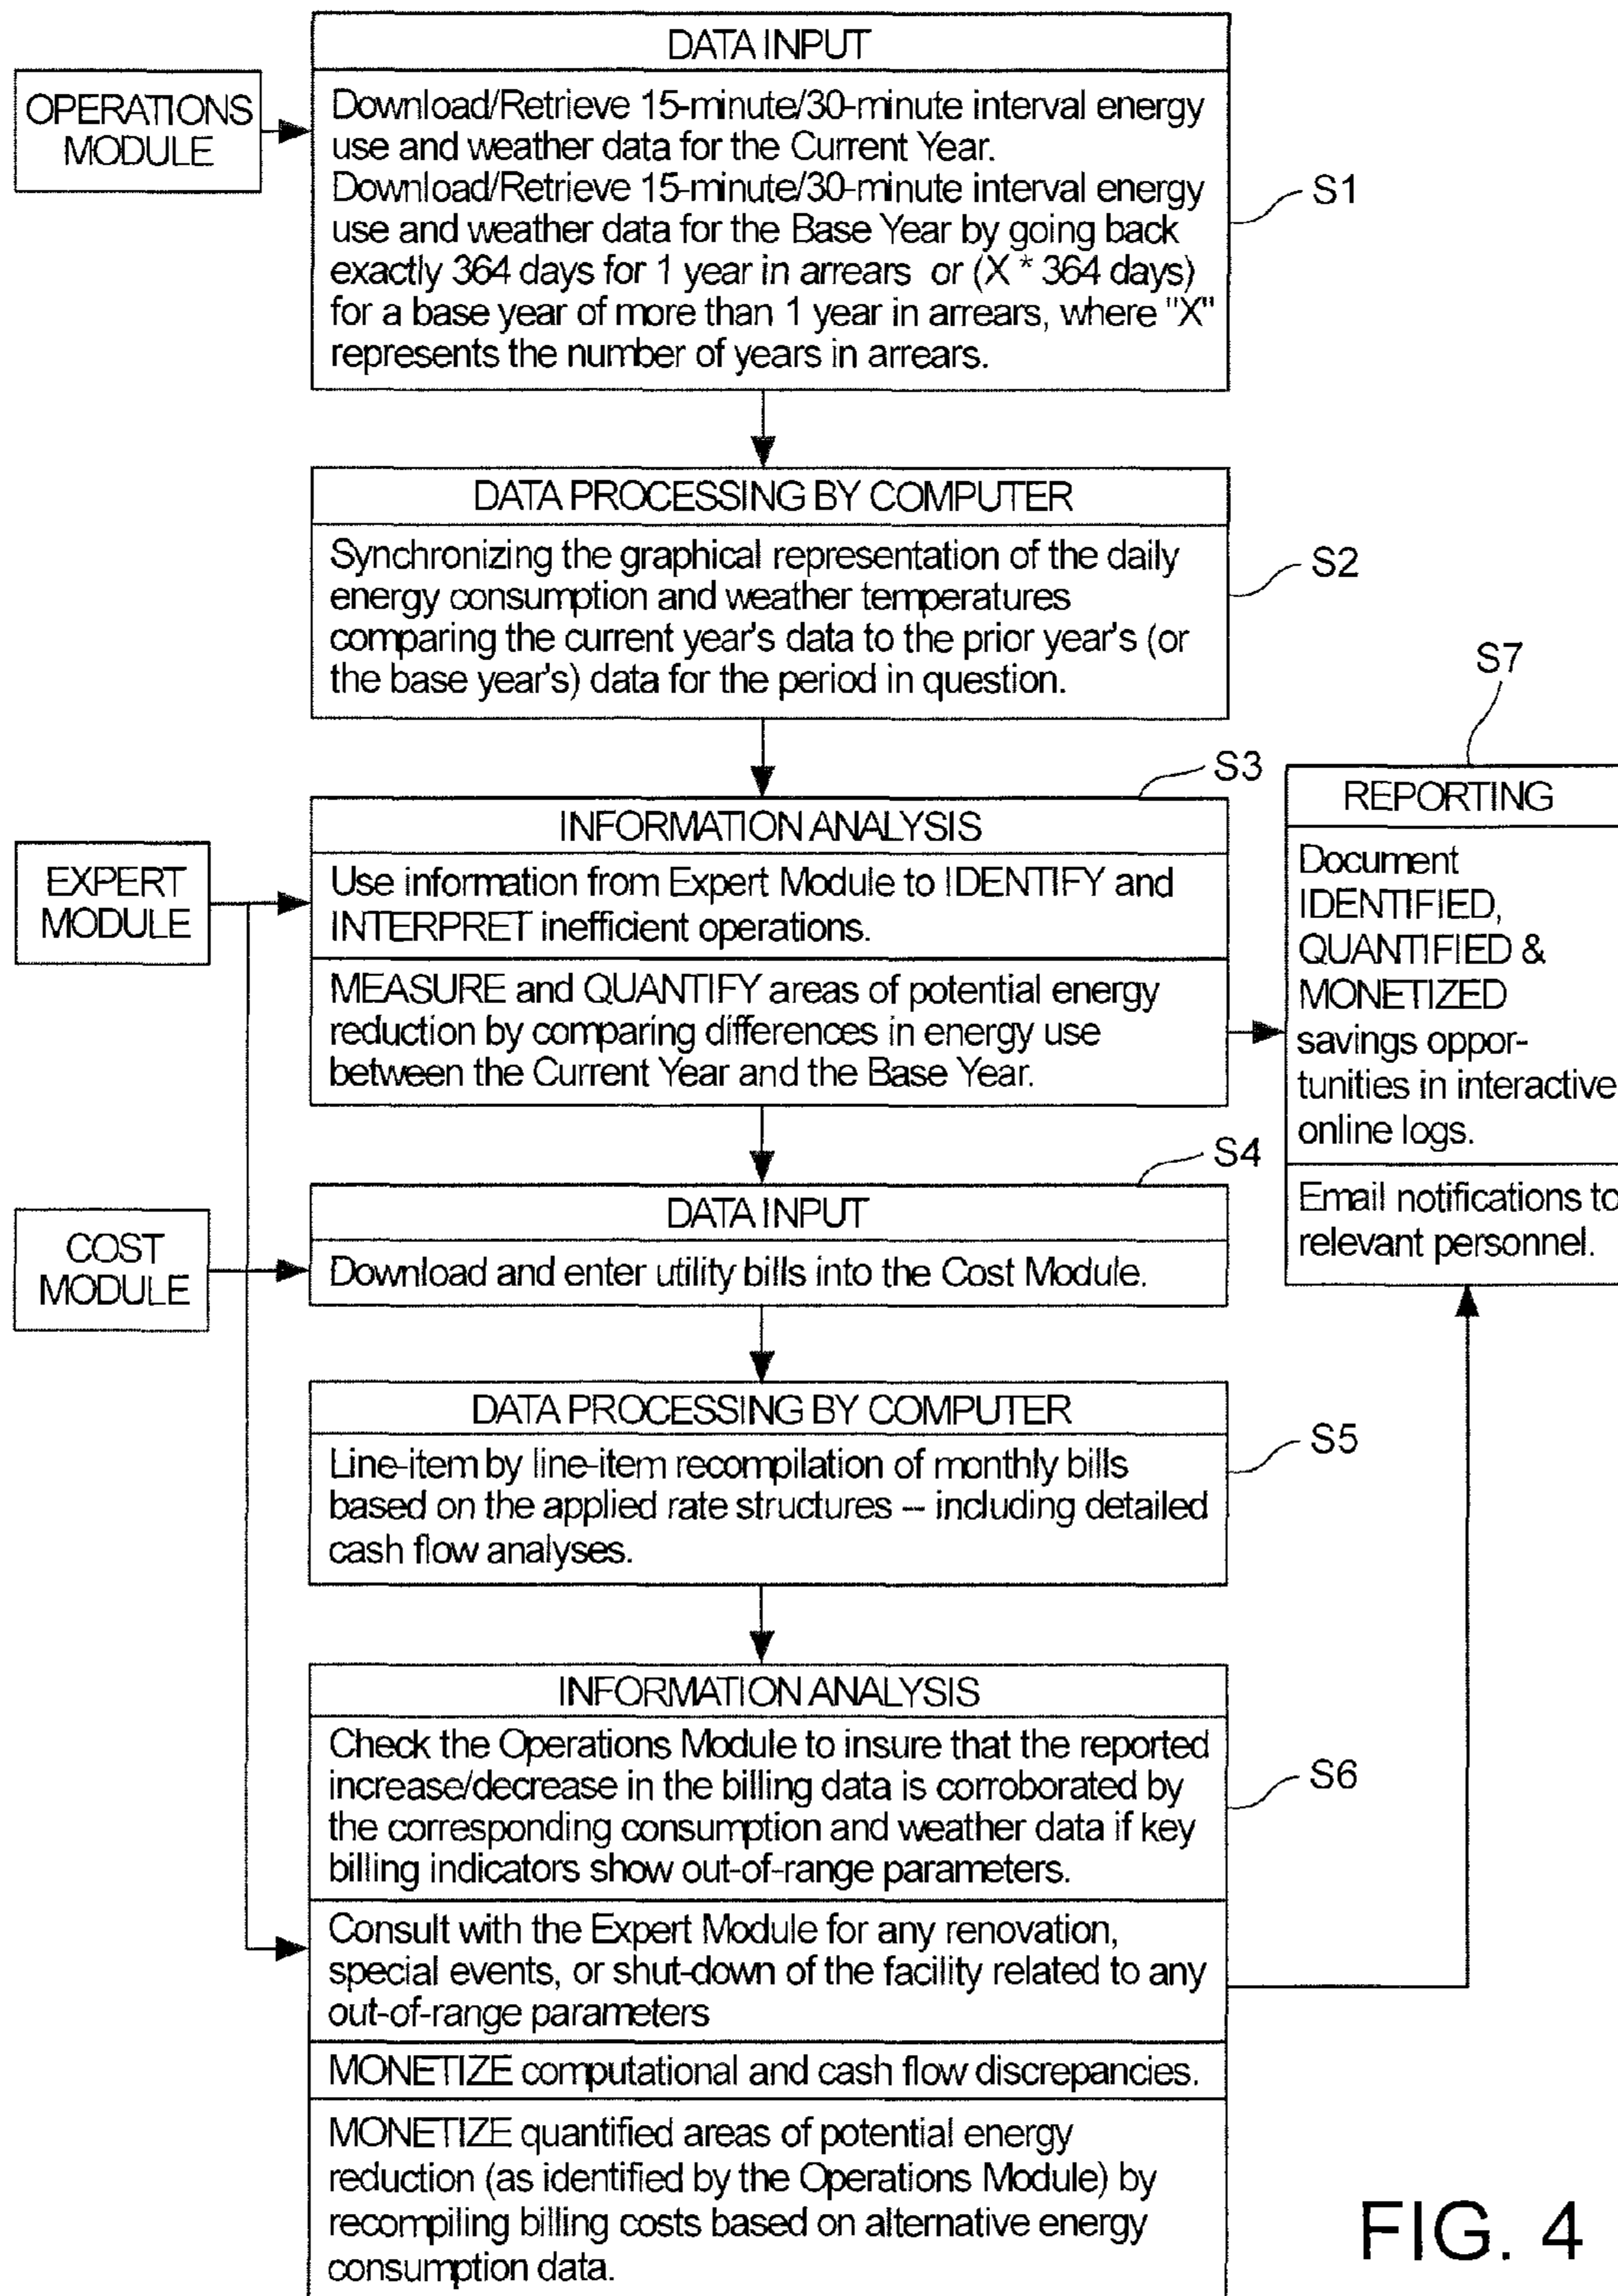 OPERATIONS
MODULE
DATA INPUT
Download/Retrieve 15-minute/30-minute interval energy
use and weather data for the Current Year.
Download/Retrieve 15-minute/30-minute interval energy
use and weather data for the Base Year by going back
exactly 364 days for 1 year in arrears or (X * 364 days)
for a base year of more than 1 year in arrears, where "X"
represents the number of years in arrears.
S1
DATA PROCESSING BY COMPUTER
Synchronizing the graphical representation of the daily
energy consumption and weather temperatures
comparing the current year's data to the prior year's (or
the base year's) data for the period in question.
S2
EXPERT
MODULE
S3
INFORMATION ANALYSIS
Use information from Expert Module to IDENTIFY and
INTERPRET inefficient operations.
MEASURE and QUANTIFY areas of potential energy
reduction by comparing differences in energy use
between the Current Year and the Base Year.
S7
REPORTING
Document
IDENTIFIED,
QUANTIFIED &
MONETIZED
savings oppor-
tunities in interactive
online logs.
Email notifications to
relevant personnel.
COST
MODULE
S4
DATA INPUT
Download and enter utility bills into the Cost Module.
DATA PROCESSING BY COMPUTER
Line-item by line-item recompilation of monthly bills
based on the applied rate structures -- including detailed
cash flow analyses.
S5
INFORMATION ANALYSIS
Check the Operations Module to insure that the reported
increase/decrease in the billing data is corroborated by
the corresponding consumption and weather data if key
billing indicators show out-of-range parameters.
S6
Consult with the Expert Module for any renovation,
special events, or shut-down of the facility related to any
out-of-range parameters
MONETIZE computational and cash flow discrepancies.
MONETIZE quantified areas of potential energy
reduction (as identified by the Operations Module) by
recompiling billing costs based on alternative energy
consumption data.
FIG. 4